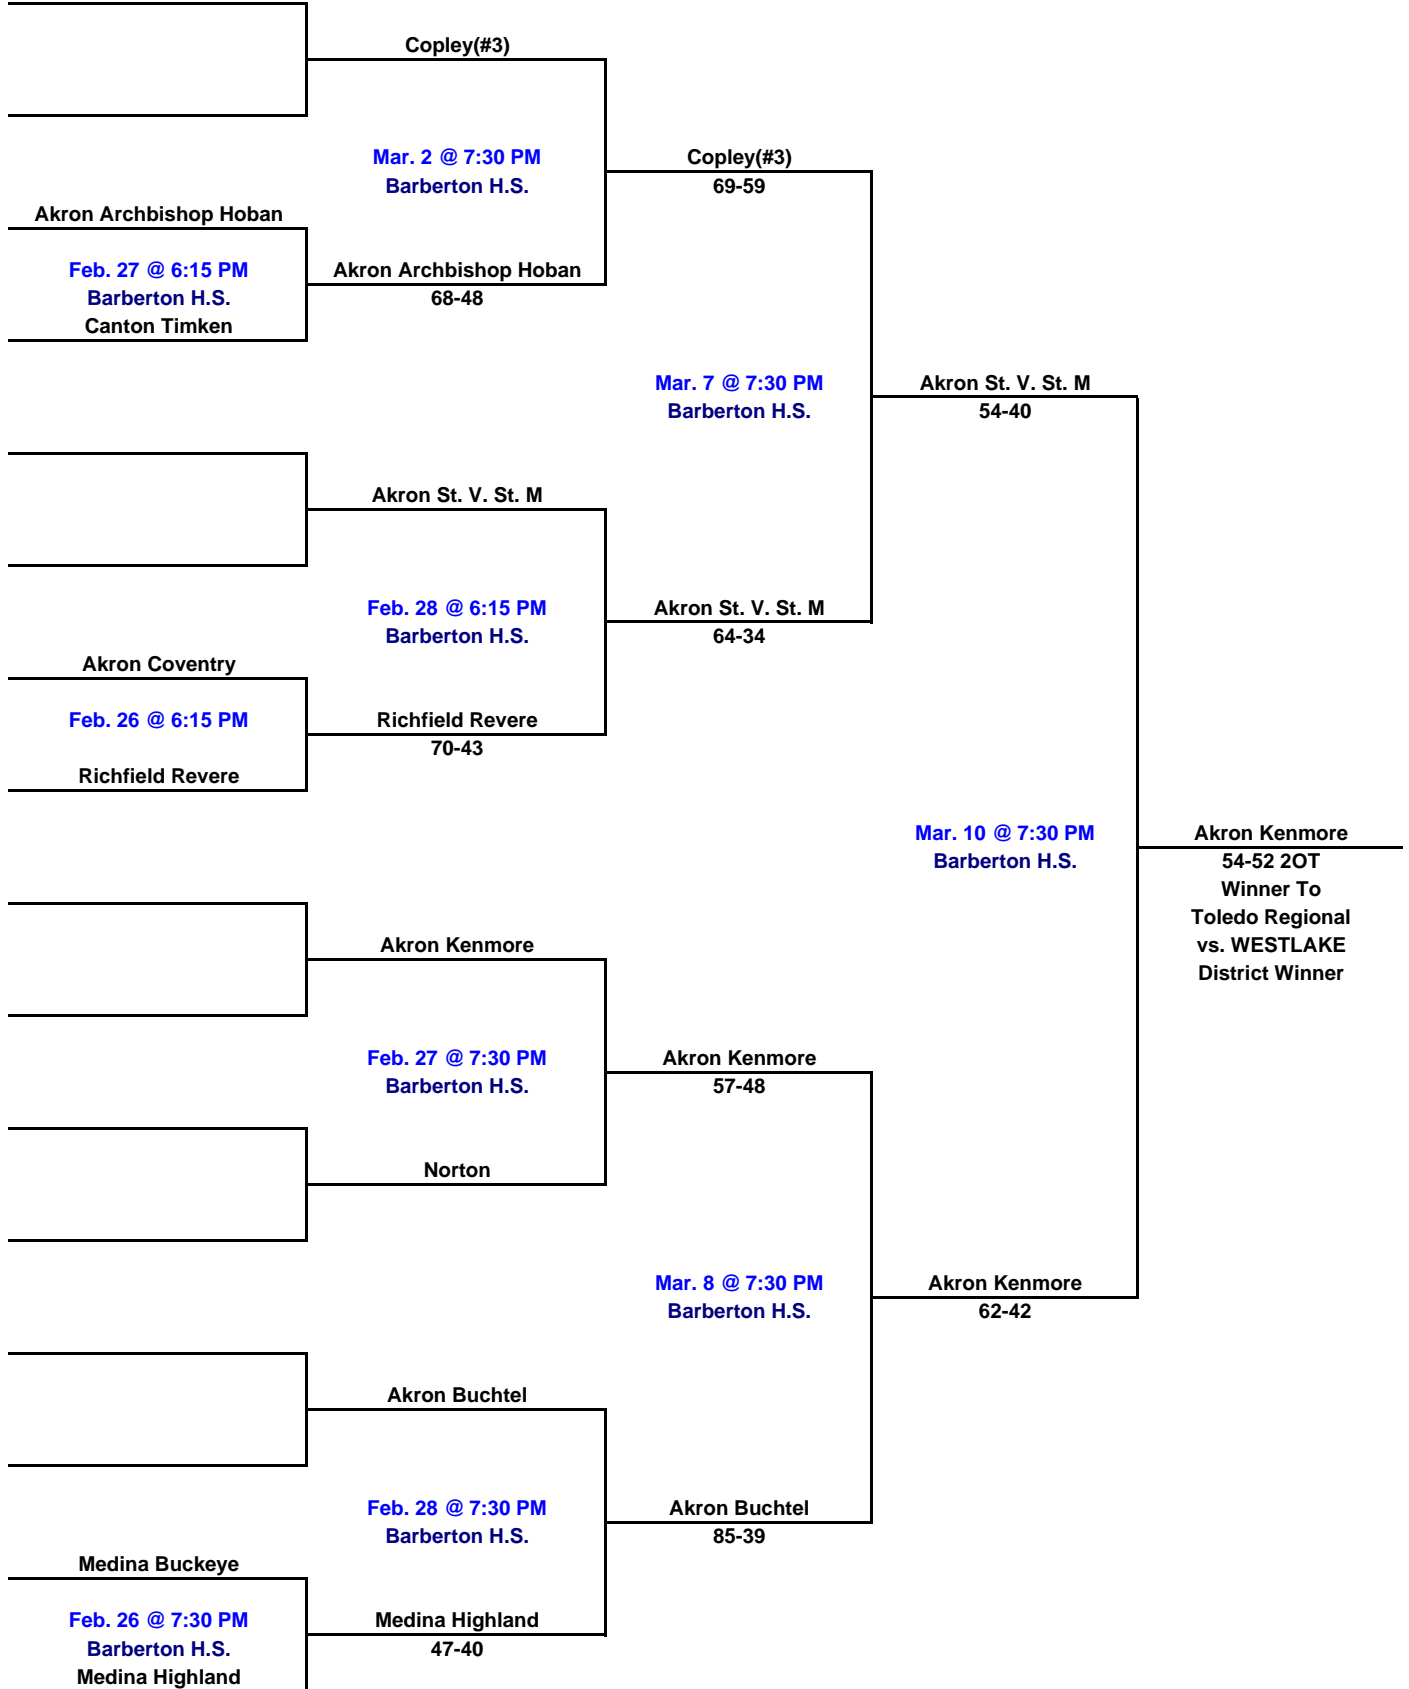 Copley(#3)
Mar. 2 @ 7:30 PM
Barberton H.S.
Copley(#3)
69-59
Akron Archbishop Hoban
Feb. 27 @ 6:15 PM
Barberton H.S.
Canton Timken
Akron Archbishop Hoban
68-48
Mar. 7 @ 7:30 PM
Barberton H.S.
Akron St. V. St. M
54-40
Akron St. V. St. M
Feb. 28 @ 6:15 PM
Barberton H.S.
Akron St. V. St. M
64-34
Akron Coventry
Feb. 26 @ 6:15 PM
Richfield Revere
Richfield Revere
70-43
Mar. 10 @ 7:30 PM
Barberton H.S.
Akron Kenmore
54-52 2OT
Winner To
Toledo Regional
vs. WESTLAKE
District Winner
Akron Kenmore
Feb. 27 @ 7:30 PM
Barberton H.S.
Akron Kenmore
57-48
Norton
Mar. 8 @ 7:30 PM
Barberton H.S.
Akron Kenmore
62-42
Akron Buchtel
Feb. 28 @ 7:30 PM
Barberton H.S.
Akron Buchtel
85-39
Medina Buckeye
Feb. 26 @ 7:30 PM
Barberton H.S.
Medina Highland
Medina Highland
47-40